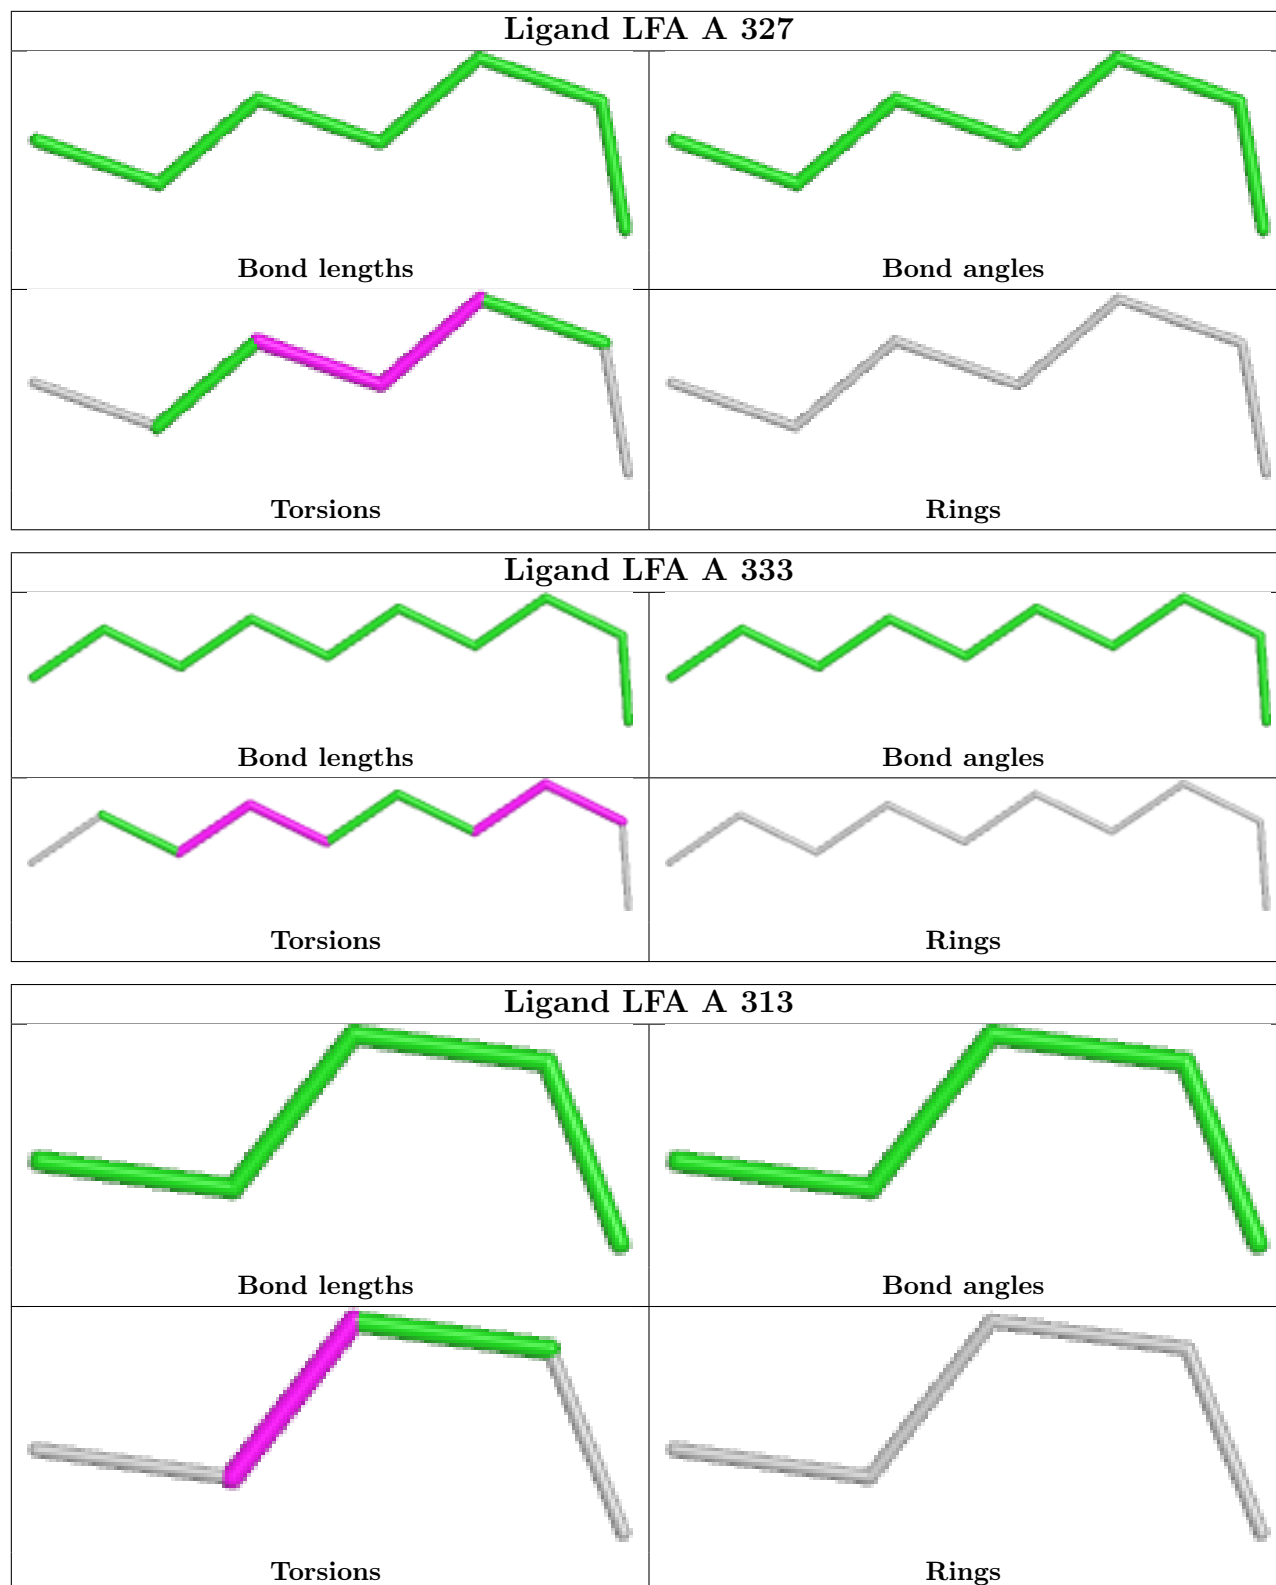 Ligand LFA A 327
Bond lengths
Bond angles
Torsions
Rings
Ligand LFA A 333
Bond lengths
Bond angles
Torsions
Rings
Ligand LFA A 313
Bond lengths
Bond angles
Torsions
Rings